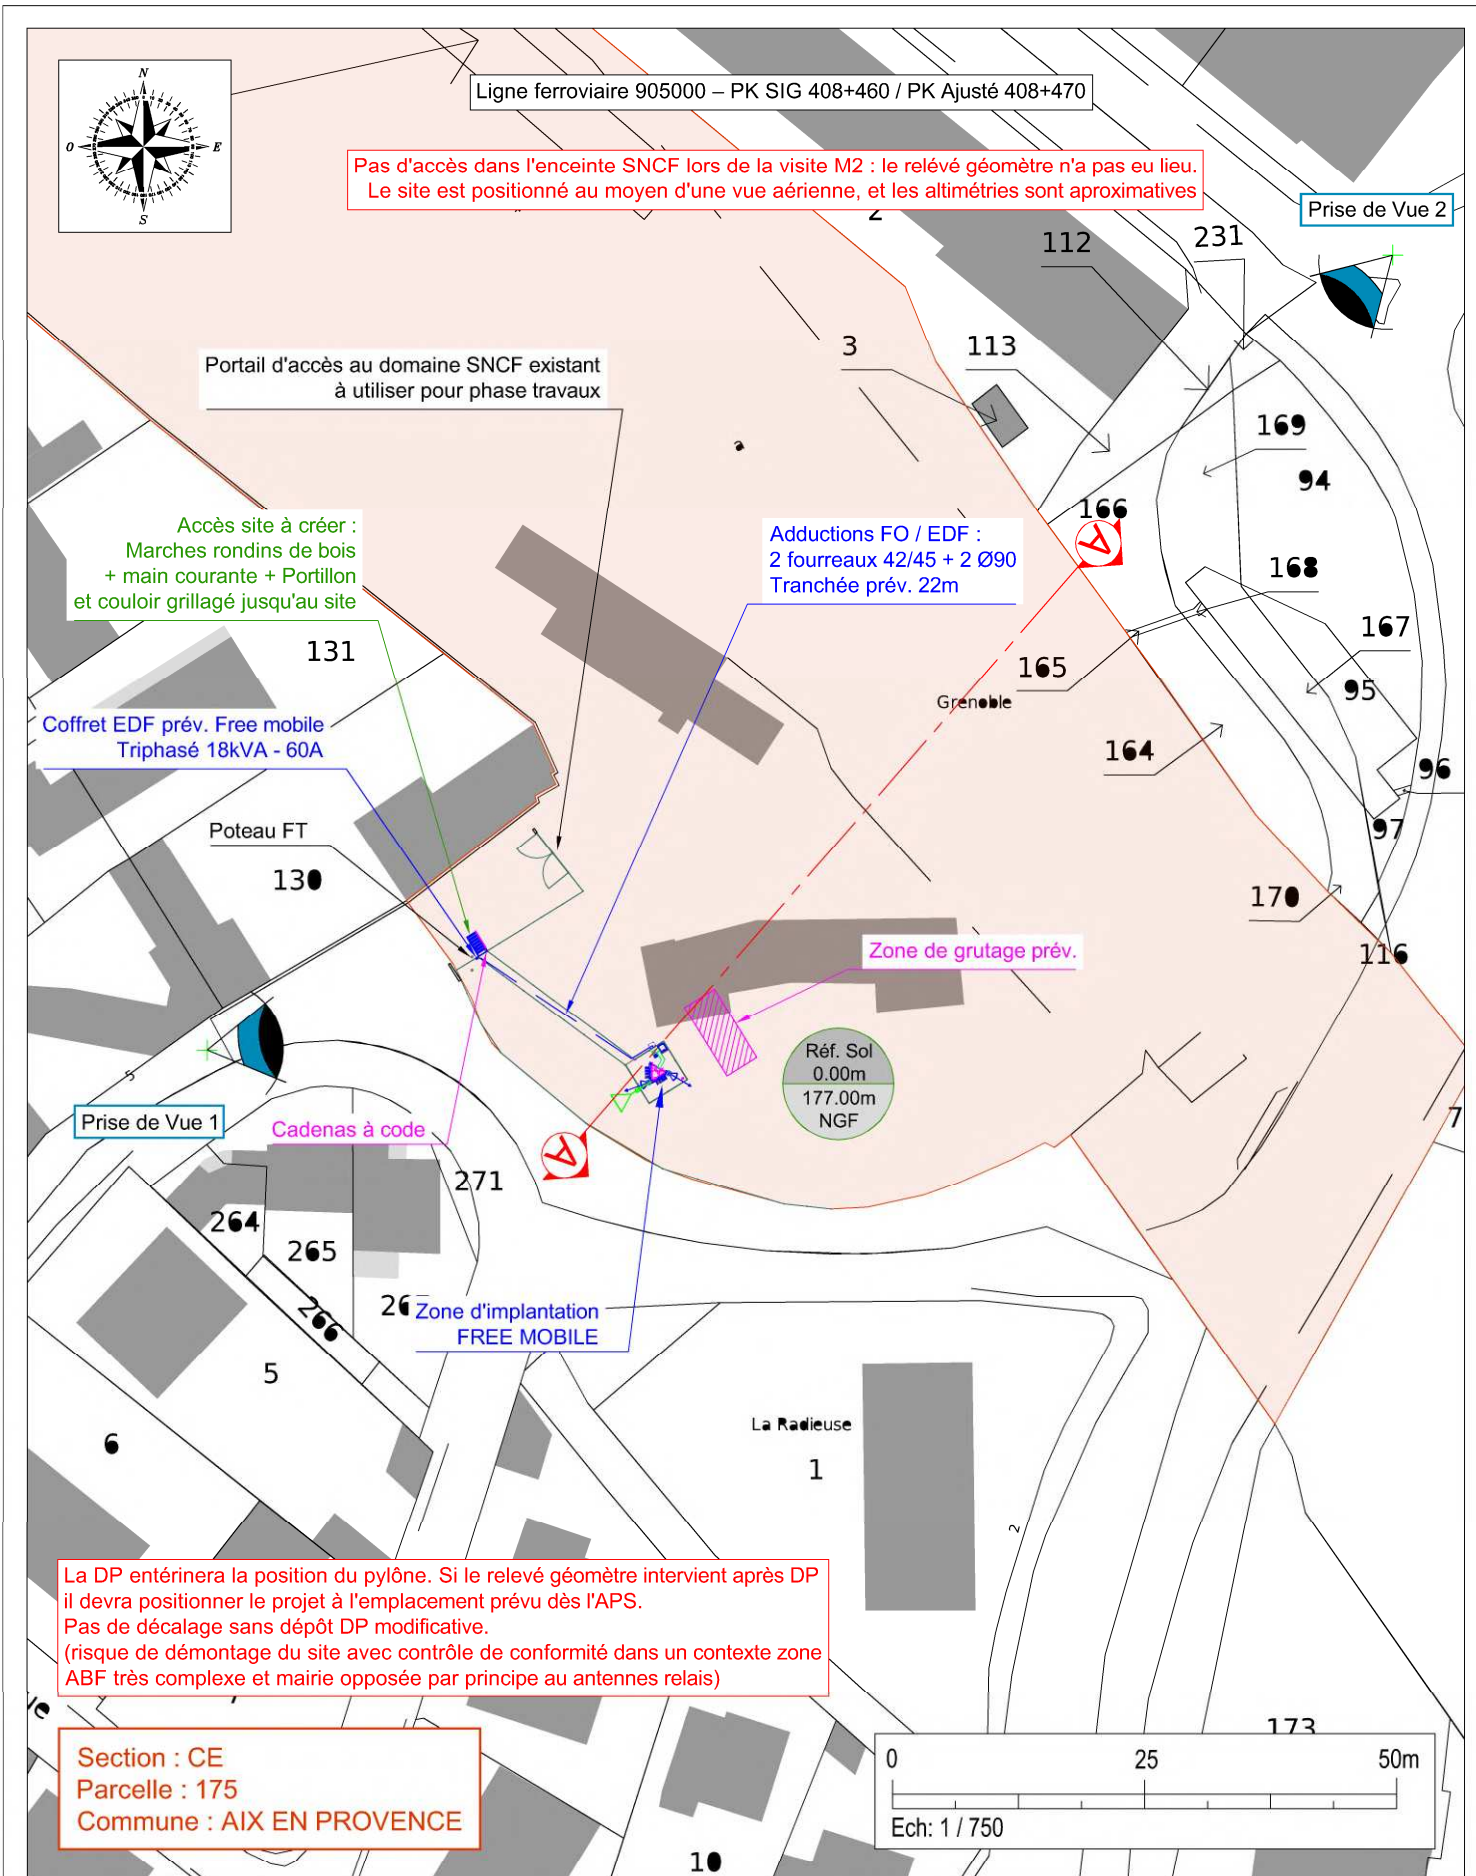 N
O
E
S
Ligne ferroviaire 905000 – PK SIG 408+460 / PK Ajusté 408+470
Pas d'accès dans l'enceinte SNCF lors de la visite M2 : le relévé géomètre n'a pas eu lieu.
Le site est positionné au moyen d'une vue aérienne, et les altimétries sont aproximatives
2
Prise de Vue 2
112
231
3
113
Portail d'accès au domaine SNCF existant
à utiliser pour phase travaux
169
94
a
166
A
Accès site à créer :
Marches rondins de bois
+ main courante + Portillon
et couloir grillagé jusqu'au site
Adductions FO / EDF :
2 fourreaux 42/45 + 2 Ø90
Tranchée prév. 22m
168
167
131
165
95
Grenoble
Coffret EDF prév. Free mobile
Triphasé 18kVA - 60A
164
96
97
Poteau FT
130
170
116
Zone de grutage prév.
Réf. Sol
0.00m
177.00m
NGF
5
Prise de Vue 1
Cadenas à code
A
7
271
264
265
266
26
Zone d'implantation
FREE MOBILE
5
6
La Radieuse
1
2
La DP entérinera la position du pylône. Si le relevé géomètre intervient après DP
il devra positionner le projet à l'emplacement prévu dès l'APS.
Pas de décalage sans dépôt DP modificative.
(risque de démontage du site avec contrôle de conformité dans un contexte zone
ABF très complexe et mairie opposée par principe au antennes relais)
ue
173
Section : CE
Parcelle : 175
Commune : AIX EN PROVENCE
0 25 50m
Ech: 1 / 750
10